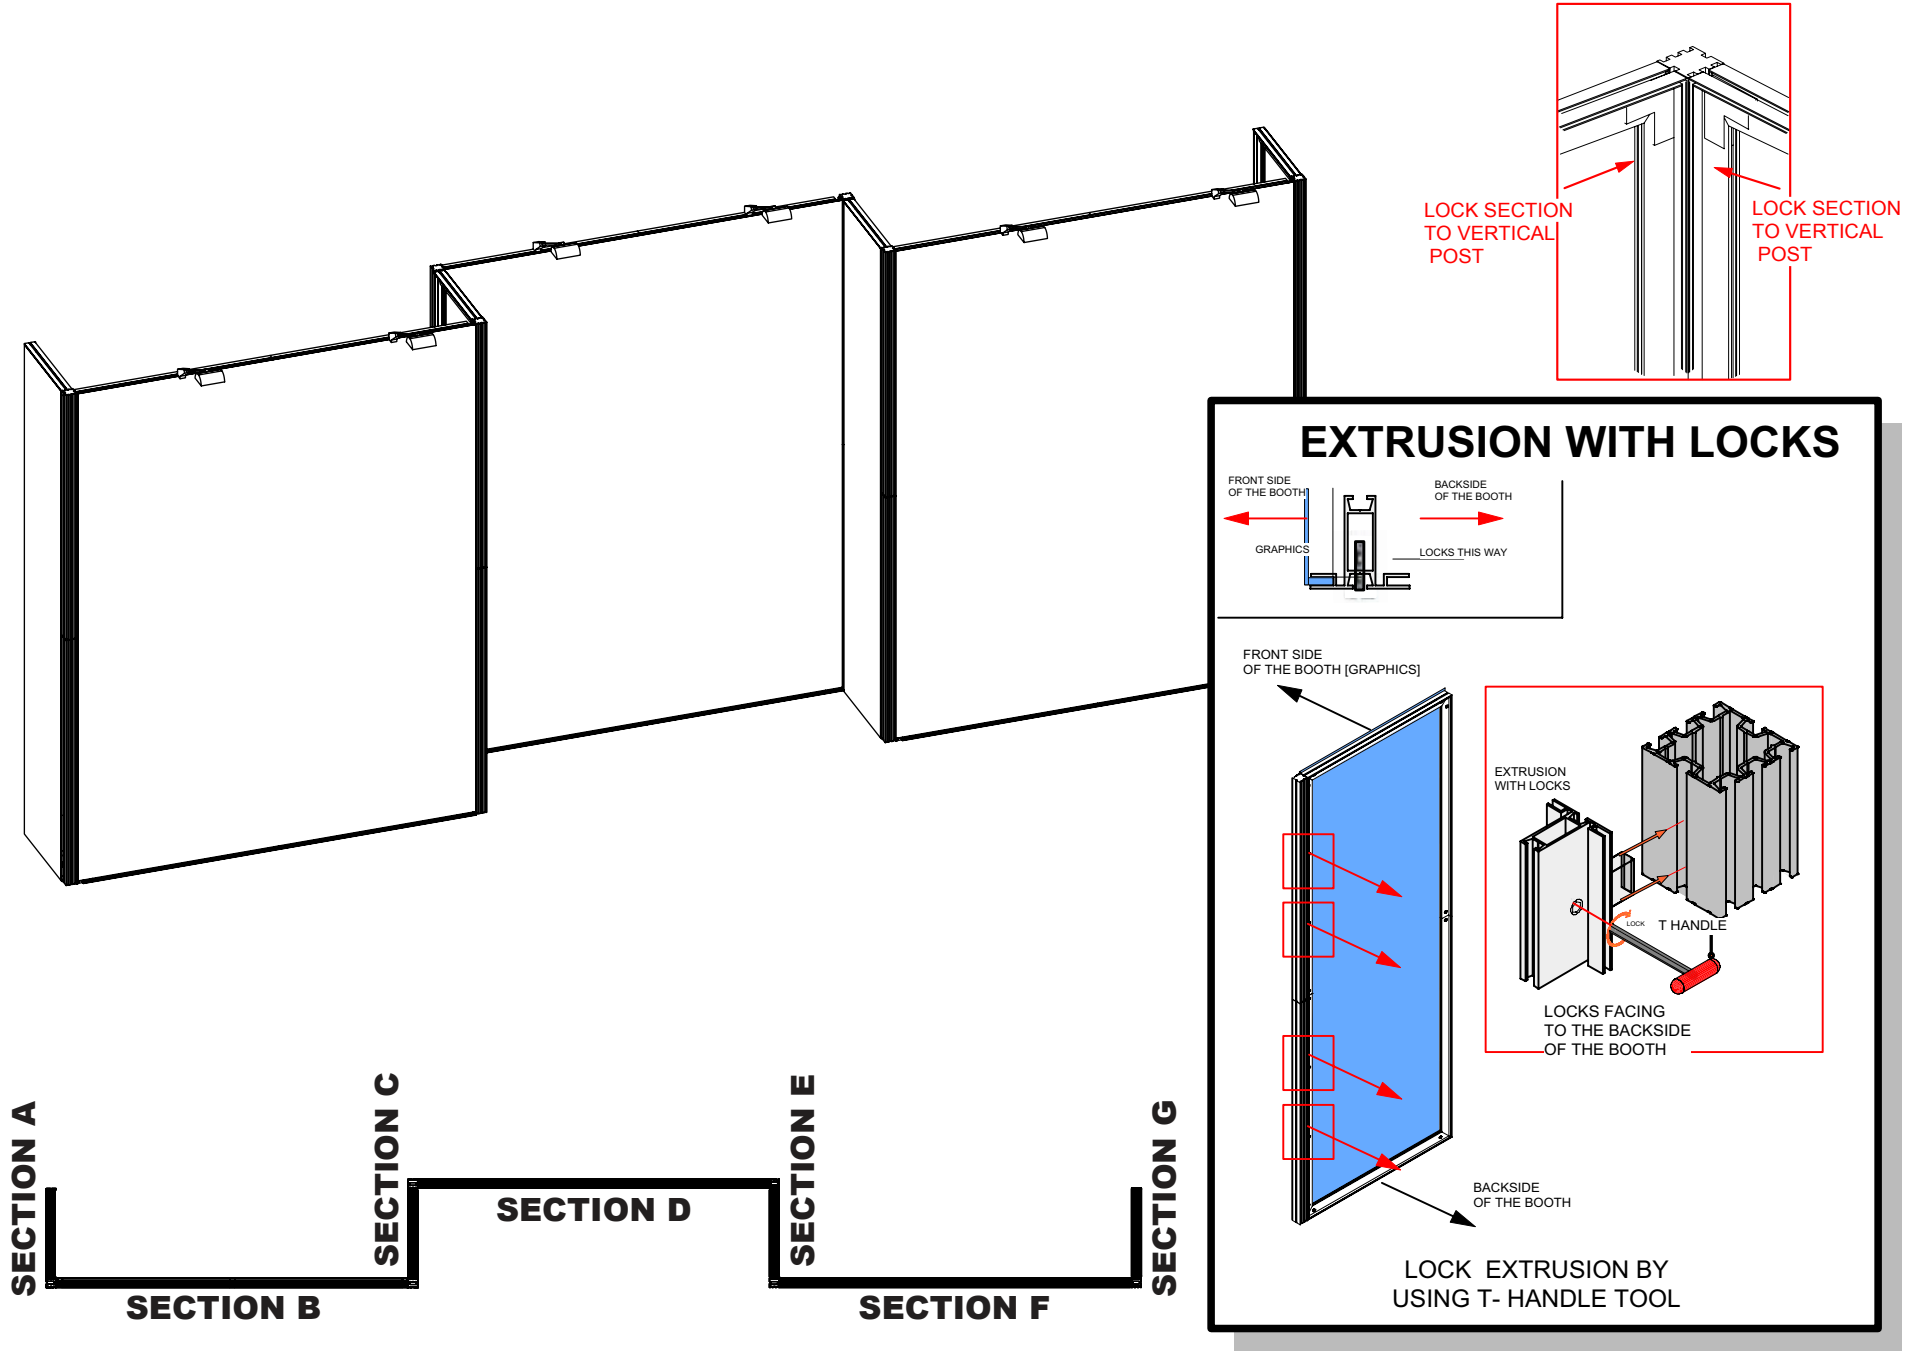 LOCK SECTION
TO VERTICAL
POST
LOCK SECTION
TO VERTICAL
POST
EXTRUSION WITH LOCKS
FRONT SIDE
OF THE BOOTH
BACKSIDE
OF THE BOOTH
GRAPHICS
LOCKS THIS WAY
FRONT SIDE
OF THE BOOTH [GRAPHICS]
EXTRUSION
WITH LOCKS
LOCK
T HANDLE
LOCKS FACING
TO THE BACKSIDE
OF THE BOOTH
BACKSIDE
OF THE BOOTH
LOCK EXTRUSION BY
USING T- HANDLE TOOL
SECTION A
SECTION B
SECTION C
SECTION D
SECTION E
SECTION F
SECTION G